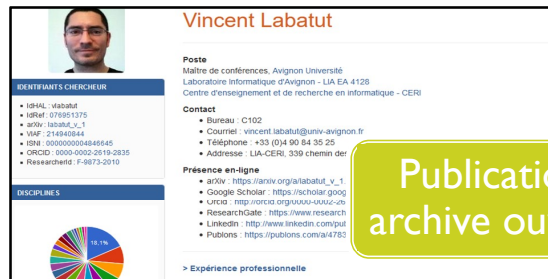 Vincent Labatut
IDENTIFIANTS CHERCHEUR
IdHAL : vlabatut
IdRef : 076951375
arXiv : labatut_v_1
VIAF : 214940844
ISNI : 0000000004846645
ORCID : 0000-0002-2619-2835
ResearcherId : F-9873-2010
DISCIPLINES
18,1%
Poste
Maître de conférences, Avignon Université
Laboratoire Informatique d'Avignon - LIA EA 4128
Centre d'enseignement et de recherche en informatique - CERI
Contact
Bureau : C102
Courriel : vincent.labatut@univ-avignon.fr
Téléphone : +33 (0)4 90 84 35 25
Addresse : LIA-CERI, 339 chemin des
Présence en-ligne
arXiv : https://arxiv.org/a/labatut_v_1.
Google Scholar : https://scholar.goog
Orcid : http://orcid.org/0000-0002-26
ResearchGate : https://www.research
LinkedIn : http://www.linkedin.com/put
Publons : https://publons.com/a/4783
> Expérience professionnelle
Publicatio
archive ou